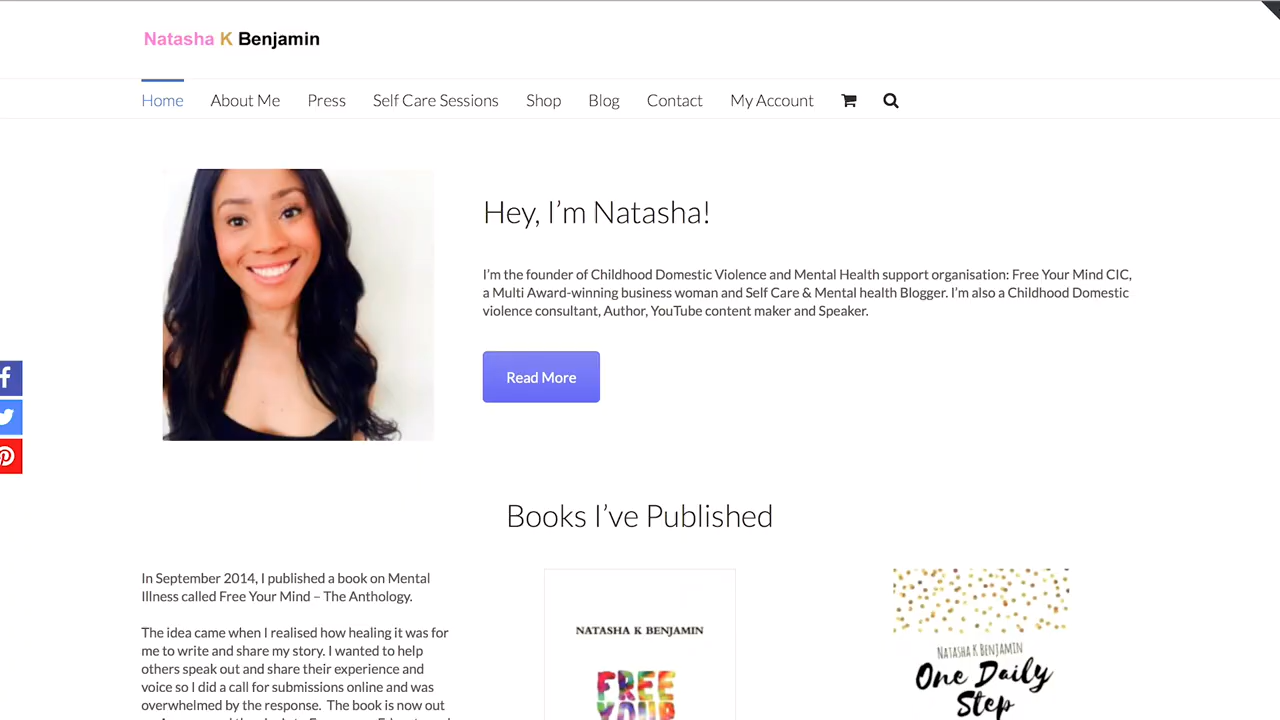 Natasha K Benjamin
Home About Me Press Self Care Sessions Shop Blog Contact My Account
Hey, I'm Natasha!
I'm the founder of Childhood Domestic Violence and Mental Health support organisation: Free Your Mind CIC,
a Multi Award-winning business woman and Self Care & Mental health Blogger. I'm also a Childhood Domestic
violence consultant, Author, YouTube content maker and Speaker.
Read More
Books I've Published
In September 2014, I published a book on Mental
Illness called Free Your Mind – The Anthology.
The idea came when I realised how healing it was for
me to write and share my story. I wanted to help
others speak out and share their experience and
voice so I did a call for submissions online and was
overwhelmed by the response. The book is now out
NATASHA K BENJAMIN
FREE
YOUR
NATASHA K BENJAMIN
One Daily
Step